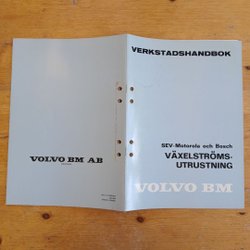 VERKSTADSHANDBOK
SEV-Motorola och Bosch
VÄXELSTRÖMS-
UTRUSTNING
VOLVO BM
VOLVO BM AB